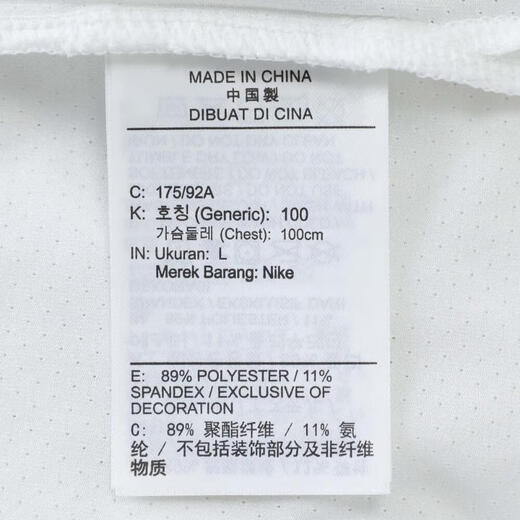 MADE IN CHINA
中国製
DIBUAT DI CINA
C: 175/92A
K: 호칭 (Generic): 100
가슴둘레 (Chest): 100cm
IN: Ukuran: L
Merek Barang: Nike
E: 89% POLYESTER / 11%
SPANDEX / EXCLUSIVE OF
DECORATION
C: 89% 聚酯纤维 / 11% 氨
纶 / 不包括装饰部分及非纤维
物质